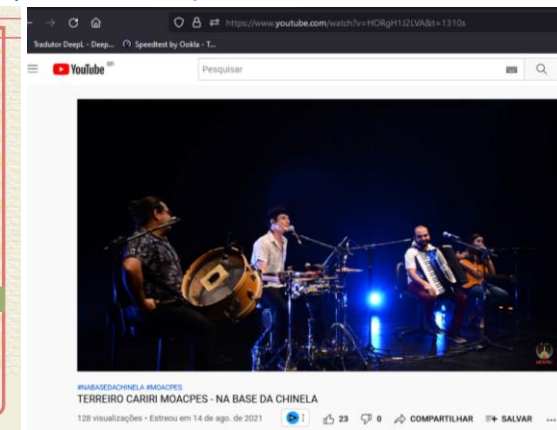 https://www.youtube.com/watch?v=HORgH1J2LVA&t=1310s
Tradutor DeepL - Deep... Speedtest by Ookla - T...
YouTube BR
Pesquisar
#NABASEDACHINELA #MOACPES
TERREIRO CARIRI MOACPES - NA BASE DA CHINELA
128 visualizações • Estreou em 14 de ago. de 2021 23 0 COMPARTILHAR SALVAR ...